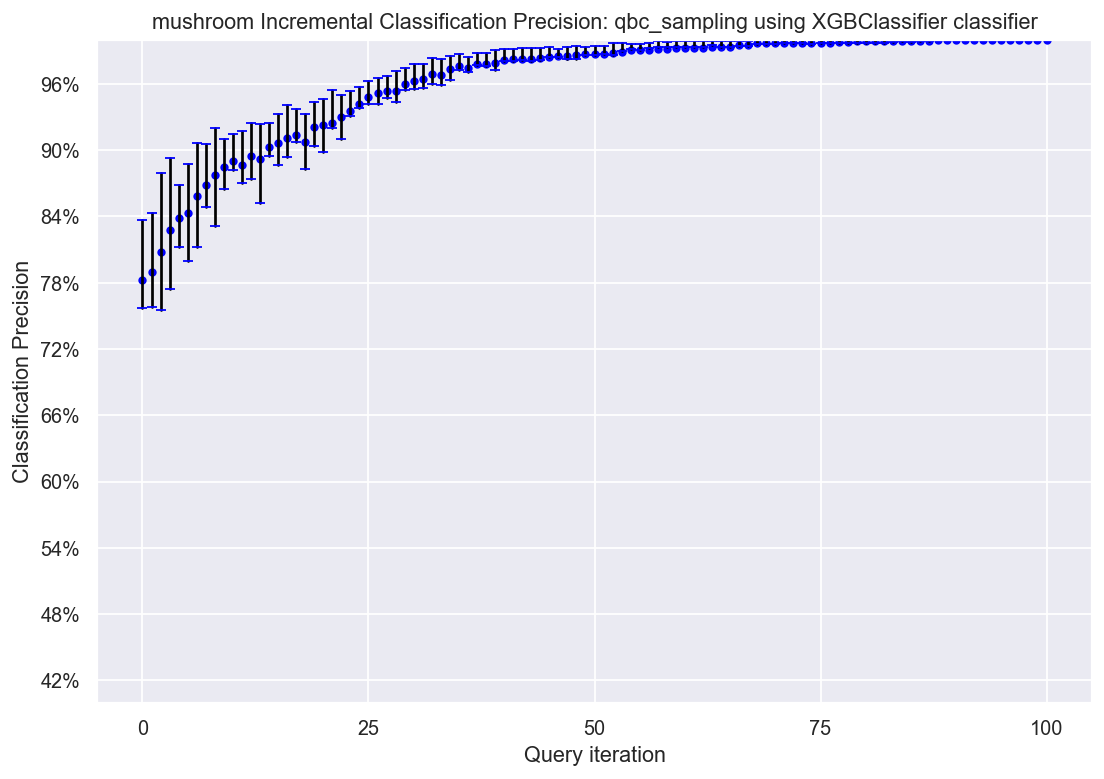 mushroom Incremental Classification Precision: qbc_sampling using XGBClassifier classifier
96%
90%
84%
78%
72%
66%
60%
54%
48%
42%
Classification Precision
0 25 50 75 100
Query iteration